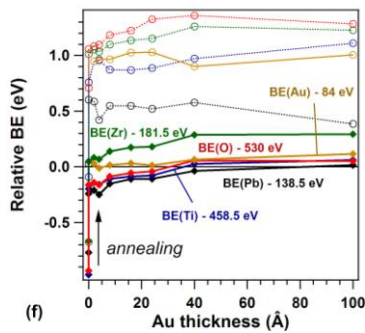 Relative BE (eV)
1.0
0.5
0.0
-0.5
BE(Au) - 84 eV
BE(Zr) - 181.5 eV
BE(O) - 530 eV
BE(Ti) - 458.5 eV
BE(Pb) - 138.5 eV
annealing
(f)
0
20
40
60
80
100
Au thickness (Å)